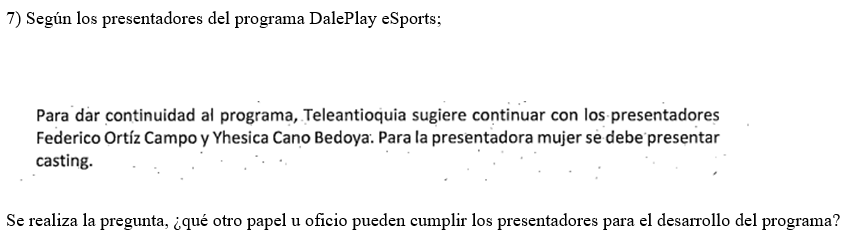 7) Según los presentadores del programa DalePlay eSports;
Para dar continuidad al programa, Teleantioquia sugiere continuar con los presentadores
Federico Ortíz Campo y Yhesica Cano Bedoya. Para la presentadora mujer se debe presentar
casting.
Se realiza la pregunta, ¿qué otro papel u oficio pueden cumplir los presentadores para el desarrollo del programa?